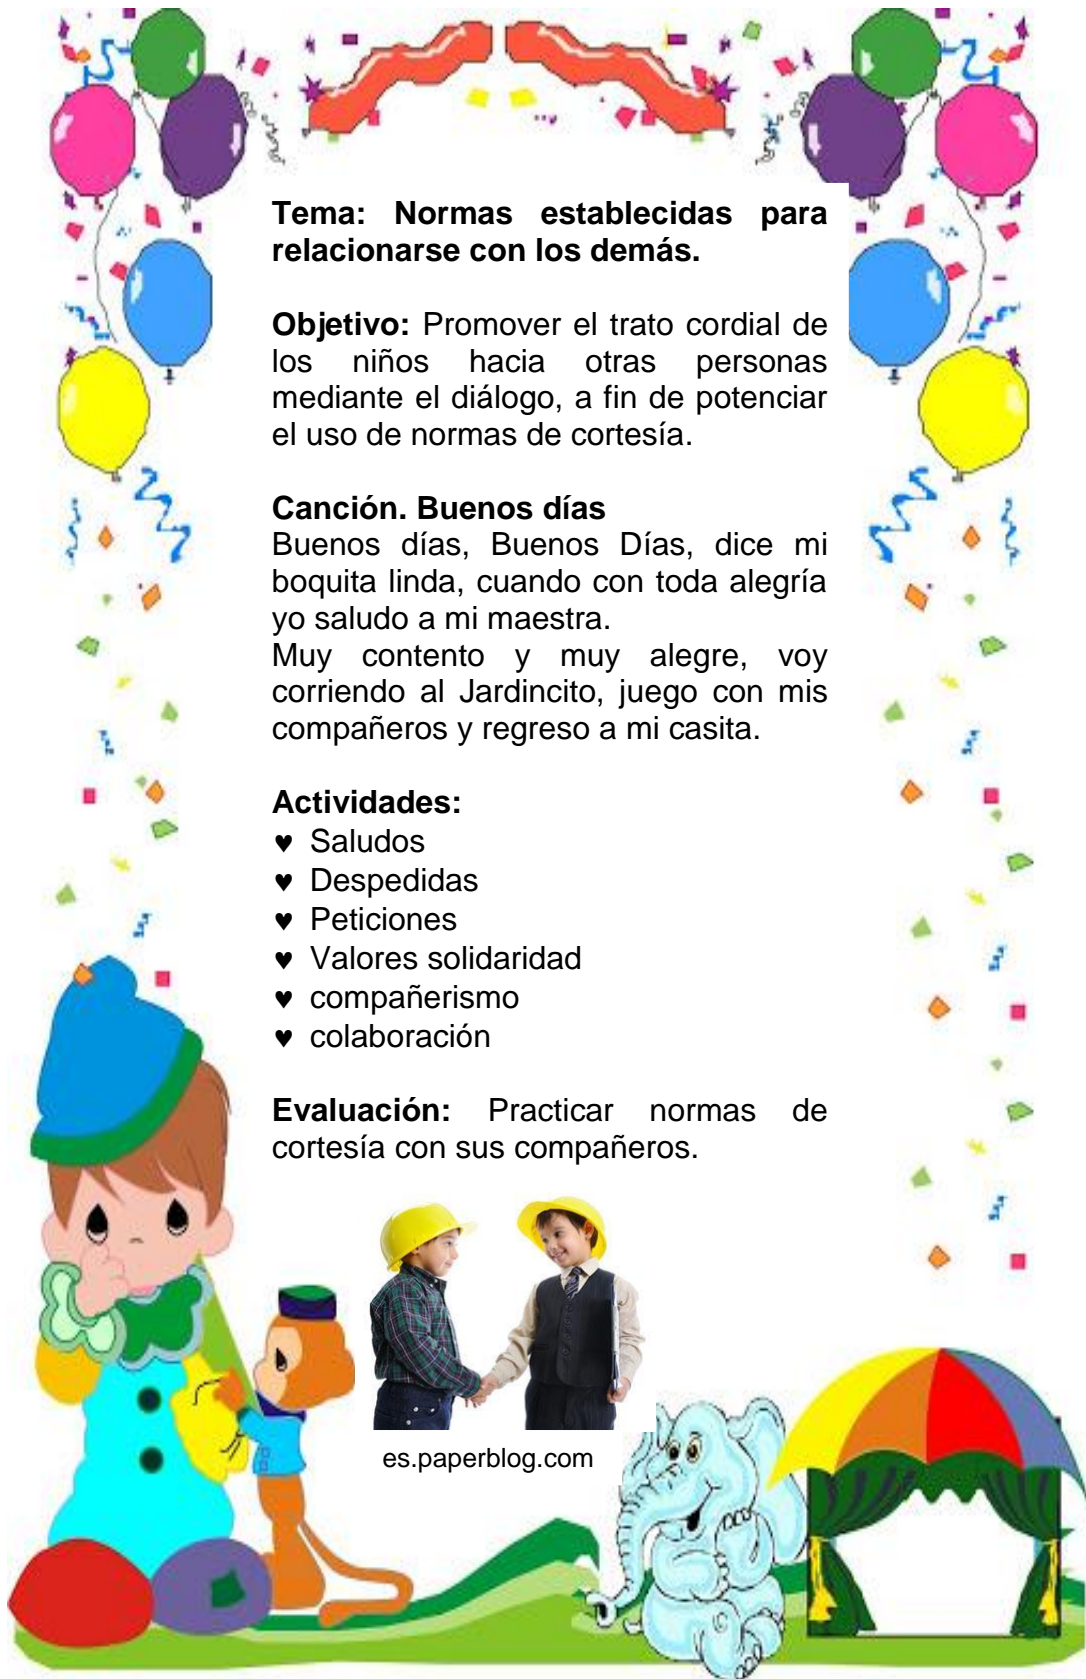 Tema: Normas establecidas para
relacionarse con los demás.
Objetivo: Promover el trato cordial de
los niños hacia otras personas
mediante el diálogo, a fin de potenciar
el uso de normas de cortesía.
Canción. Buenos días
Buenos días, Buenos Días, dice mi
boquita linda, cuando con toda alegría
yo saludo a mi maestra.
Muy contento y muy alegre, voy
corriendo al Jardincito, juego con mis
compañeros y regreso a mi casita.
Actividades:
♥ Saludos
♥ Despedidas
♥ Peticiones
♥ Valores solidaridad
♥ compañerismo
♥ colaboración
Evaluación: Practicar normas de
cortesía con sus compañeros.
es.paperblog.com